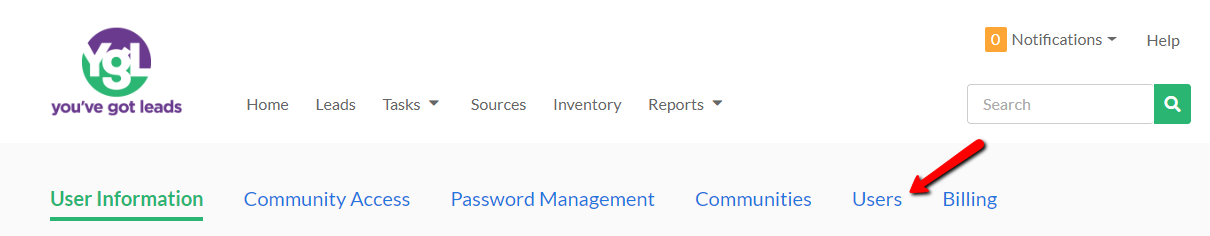 0 Notifications Help
YgL
you've got leads
Home Leads Tasks Sources Inventory Reports
Search
User Information Community Access Password Management Communities Users Billing